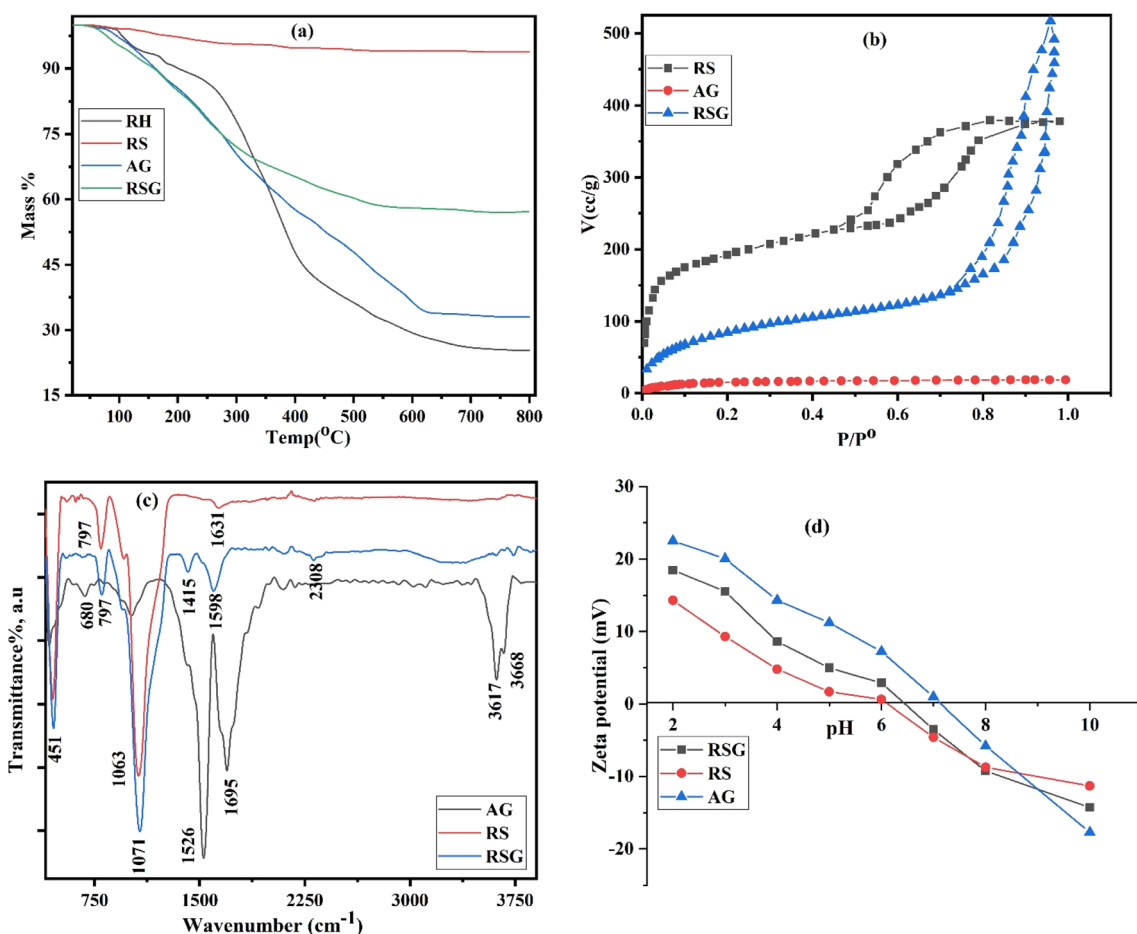 (a)
90
75
60
45
30
15
Mass %
RH
RS
AG
RSG
100 200 300 400 500 600 700 800
Temp(°C)
(b)
500
400
300
200
100
0
V(cc/g)
RS
AG
RSG
0.0 0.2 0.4 0.6 0.8 1.0
P/P°
(c)
797
1631
680
797
1415
1598
2308
451
1063
1071
1526
1695
3617
3668
Transmittance%, a.u
AG
RS
RSG
750 1500 2250 3000 3750
Wavenumber (cm⁻¹)
(d)
30
20
10
0
-10
-20
Zeta potential (mV)
2 4 6 8 10
pH
RSG
RS
AG